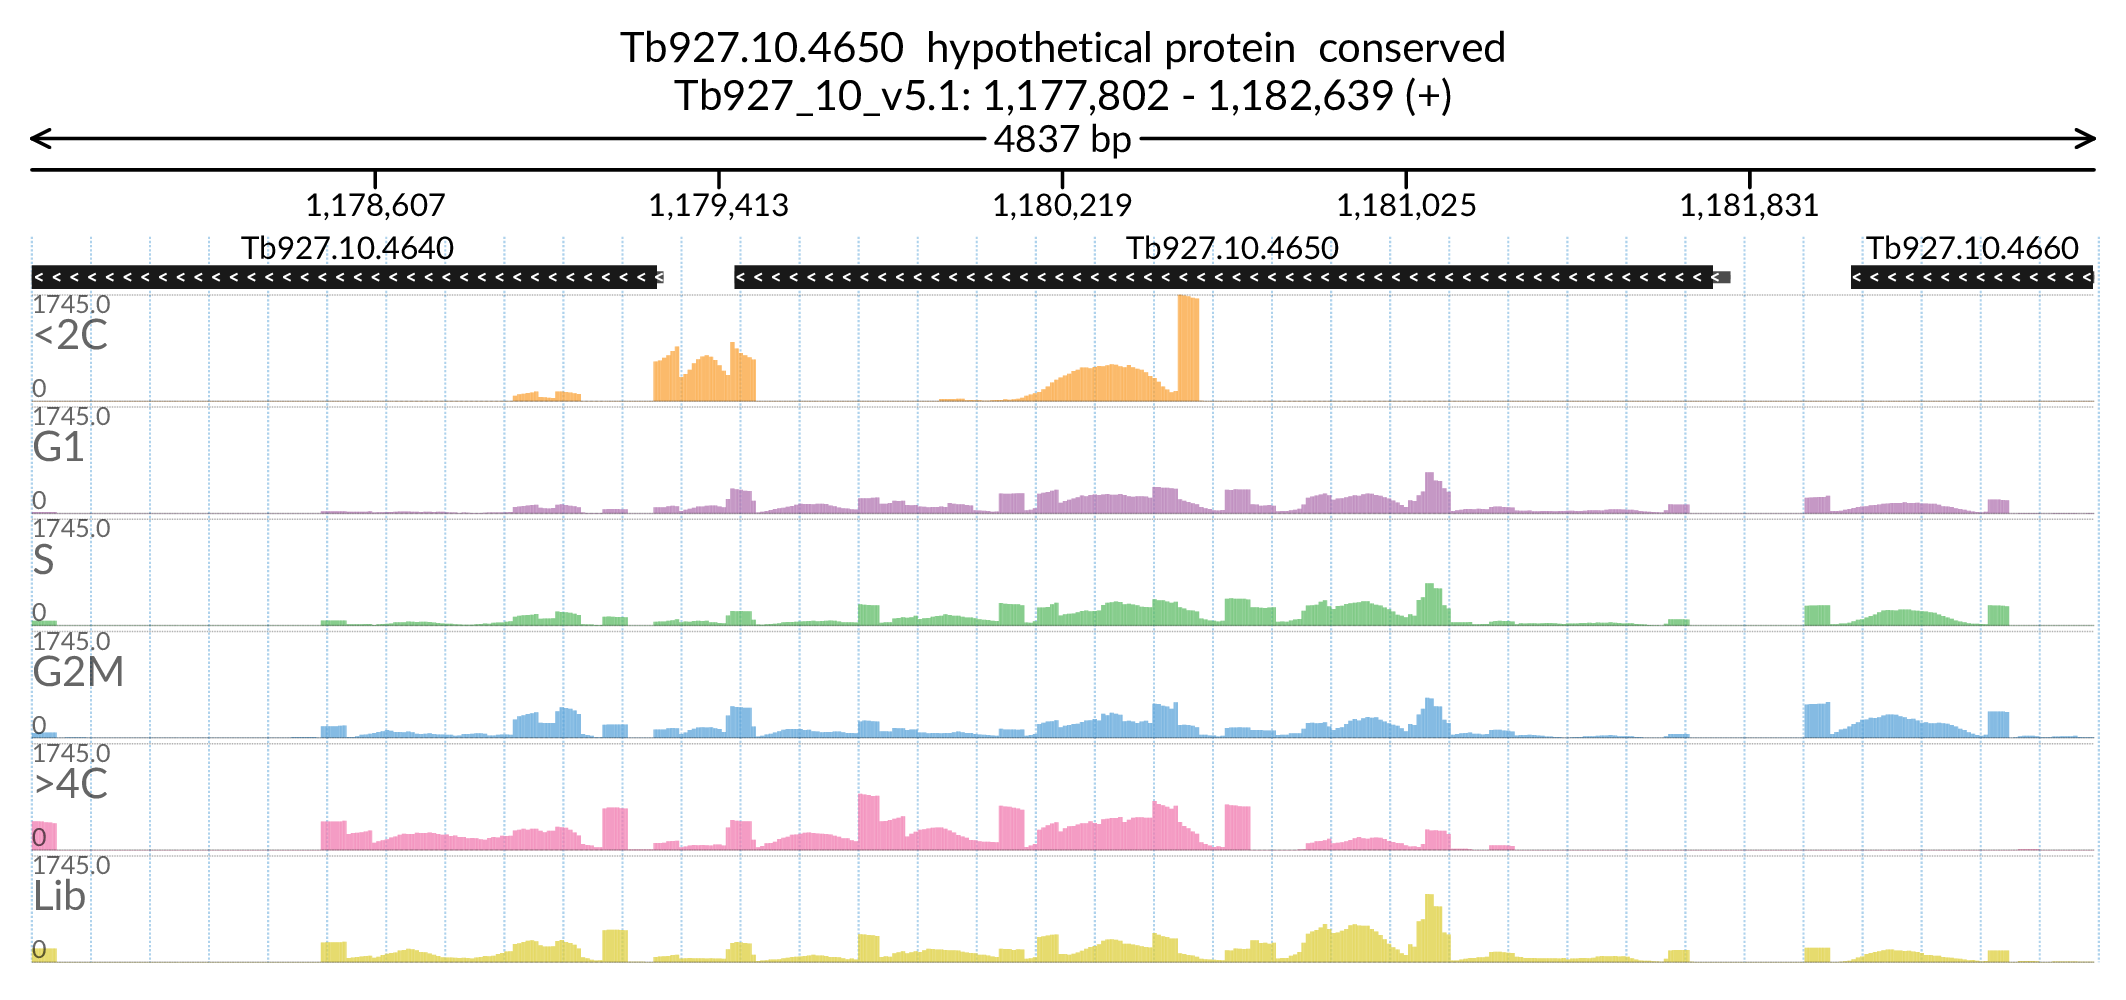 Tb927.10.4650 hypothetical protein conserved
Tb927_10_v5.1: 1,177,802 - 1,182,639 (+)
4837 bp
1,178,607 1,179,413 1,180,219 1,181,025 1,181,831
Tb927.10.4640 Tb927.10.4650 Tb927.10.4660
1745.0
<2C
0
1745.0
G1
0
1745.0
S
0
1745.0
G2M
0
1745.0
>4C
0
1745.0
Lib
0